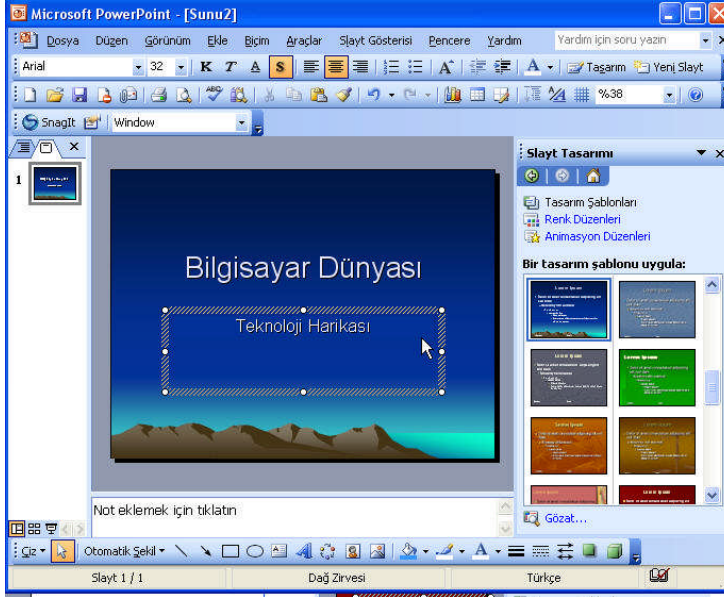 Microsoft PowerPoint - [Sunu2]
Dosya Düzen Görünüm Ekle Biçim Araçlar Slayt Gösterisi Pencere Yardım Yardım için soru yazın
Arial 32 K T A S Tasarım Yeni Slayt
%38
SnagIt Window
Slayt Tasarımı
1
Tasarım Şablonları
Renk Düzenleri
Animasyon Düzenleri
Bir tasarım şablonu uygula:
Bilgisayar Dünyası
Teknoloji Harikası
Not eklemek için tıklatın
Gözat...
Çiz Otomatik Şekil
Slayt 1 / 1 Dağ Zirvesi Türkçe